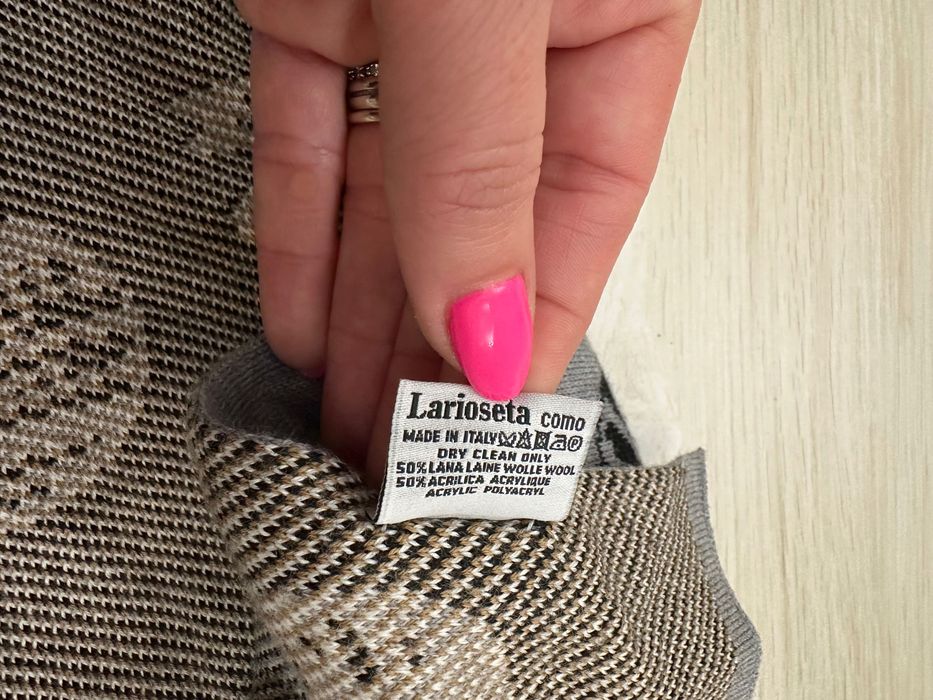 Larioseta como
MADE IN ITALY
DRY CLEAN ONLY
50% LANA LAINE WOLLE WOOL
50% ACRILICA ACRYLIQUE
ACRYLIC POLYACRYL